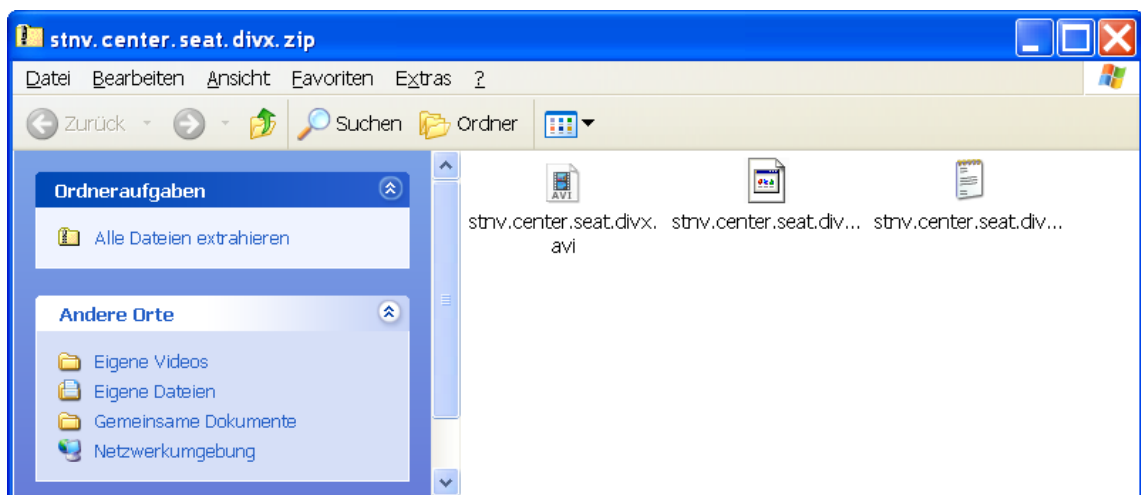 stnv.center.seat.divx.zip
Datei Bearbeiten Ansicht Favoriten Extras ?
Zurück Suchen Ordner
Ordneraufgaben
Alle Dateien extrahieren
Andere Orte
Eigene Videos
Eigene Dateien
Gemeinsame Dokumente
Netzwerkumgebung
AVI
stnv.center.seat.divx.
avi
stnv.center.seat.div...
stnv.center.seat.div...